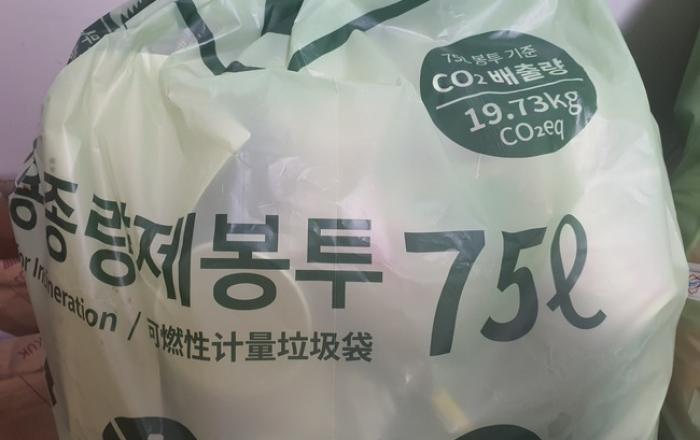 75L 봉투 기준
CO₂ 배출량
19.73kg
CO₂eq
종량제봉투 75ℓ
for Incineration / 可燃性计量垃圾袋